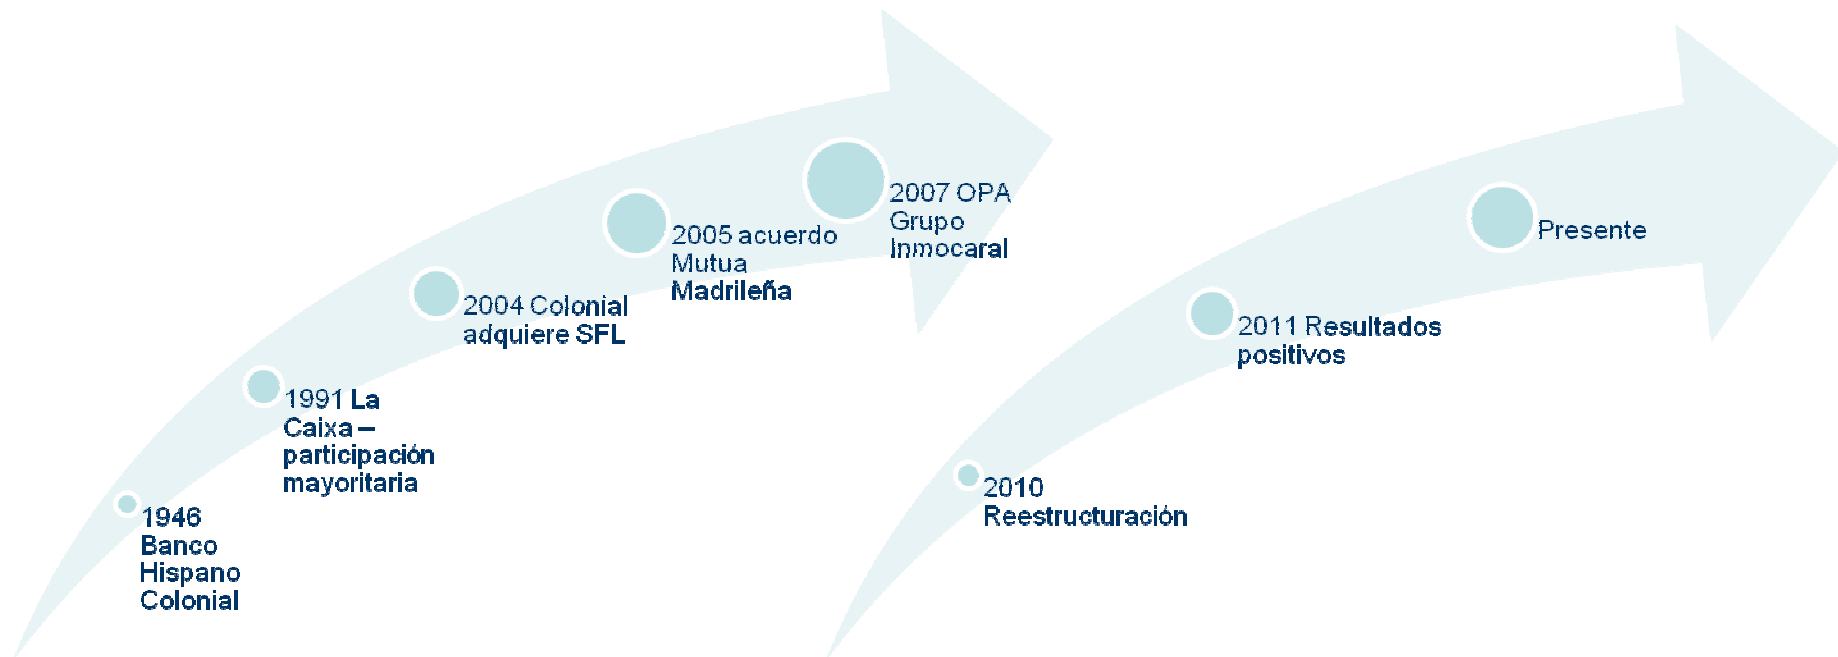 1946
Banco
Hispano
Colonial
1991 La
Caixa –
participación
mayoritaria
2004 Colonial
adquiere SFL
2005 acuerdo
Mutua
Madrileña
2007 OPA
Grupo
Inmocaral
2010
Reestructuración
2011 Resultados
positivos
Presente